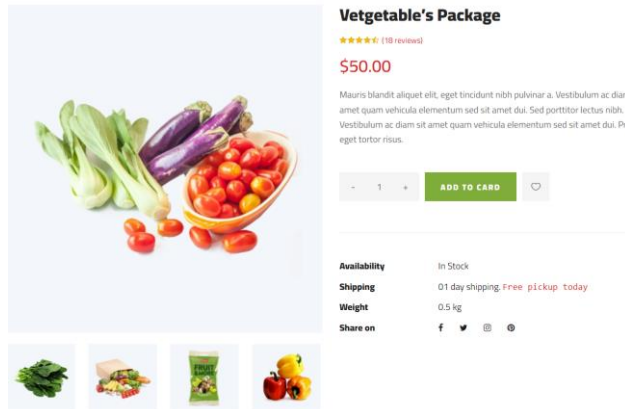 Vetgetable's Package
(18 reviews)
$50.00
Mauris blandit aliquet elit, eget tincidunt nibh pulvinar a. Vestibulum ac diam
amet quam vehicula elementum sed sit amet dui. Sed porttitor lectus nibh.
Vestibulum ac diam sit amet quam vehicula elementum sed sit amet dui.
eget tortor risus.
- 1 +
ADD TO CARD
Availability In Stock
Shipping 01 day shipping. Free pickup today
Weight 0.5 kg
Share on
FRUIT